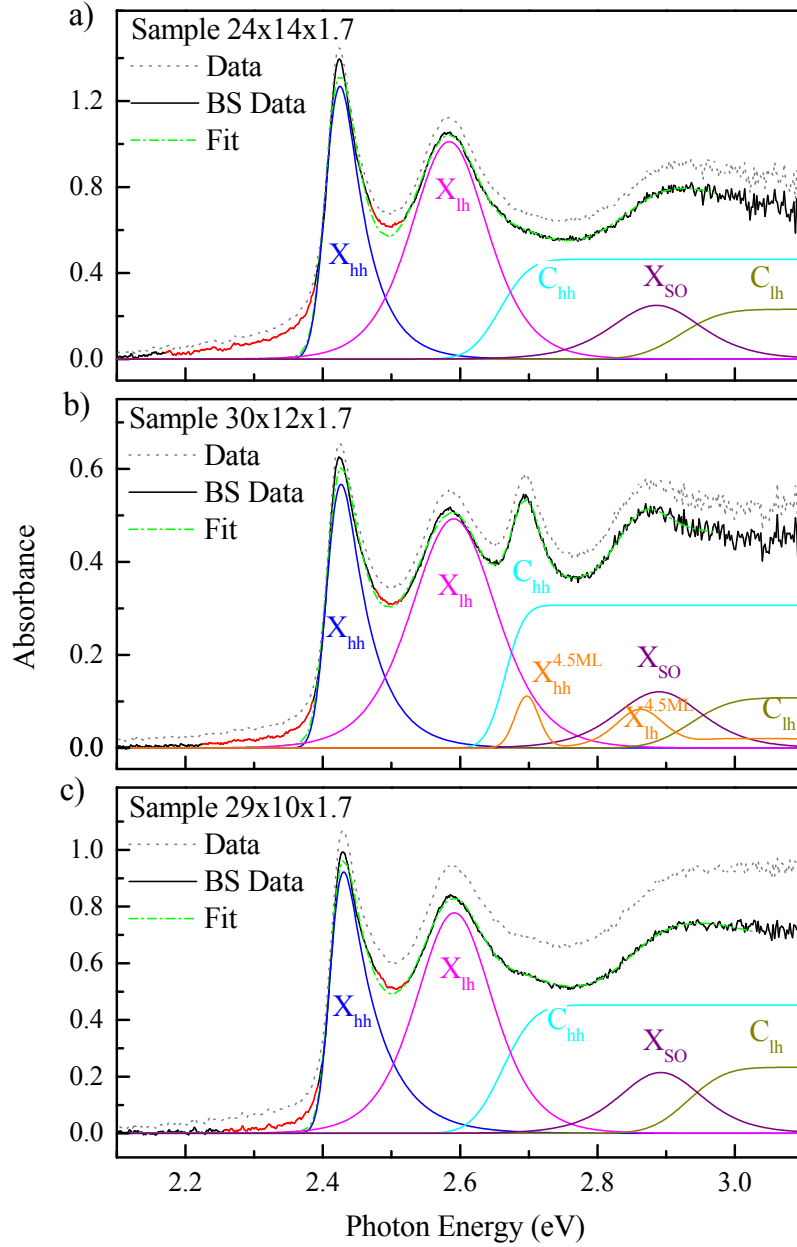 a)
Sample 24x14x1.7
Data
BS Data
Fit
1.2
0.8
0.4
0.0
X_hh
X_lh
C_hh
X_SO
C_lh
b)
Sample 30x12x1.7
Data
BS Data
Fit
0.6
0.4
0.2
0.0
X_hh
X_lh
C_hh
X_hh^4.5ML
X_SO
X_lh^4.5ML
C_lh
Absorbance
c)
Sample 29x10x1.7
Data
BS Data
Fit
1.0
0.8
0.6
0.4
0.2
0.0
X_hh
X_lh
C_hh
X_SO
C_lh
2.2 2.4 2.6 2.8 3.0
Photon Energy (eV)